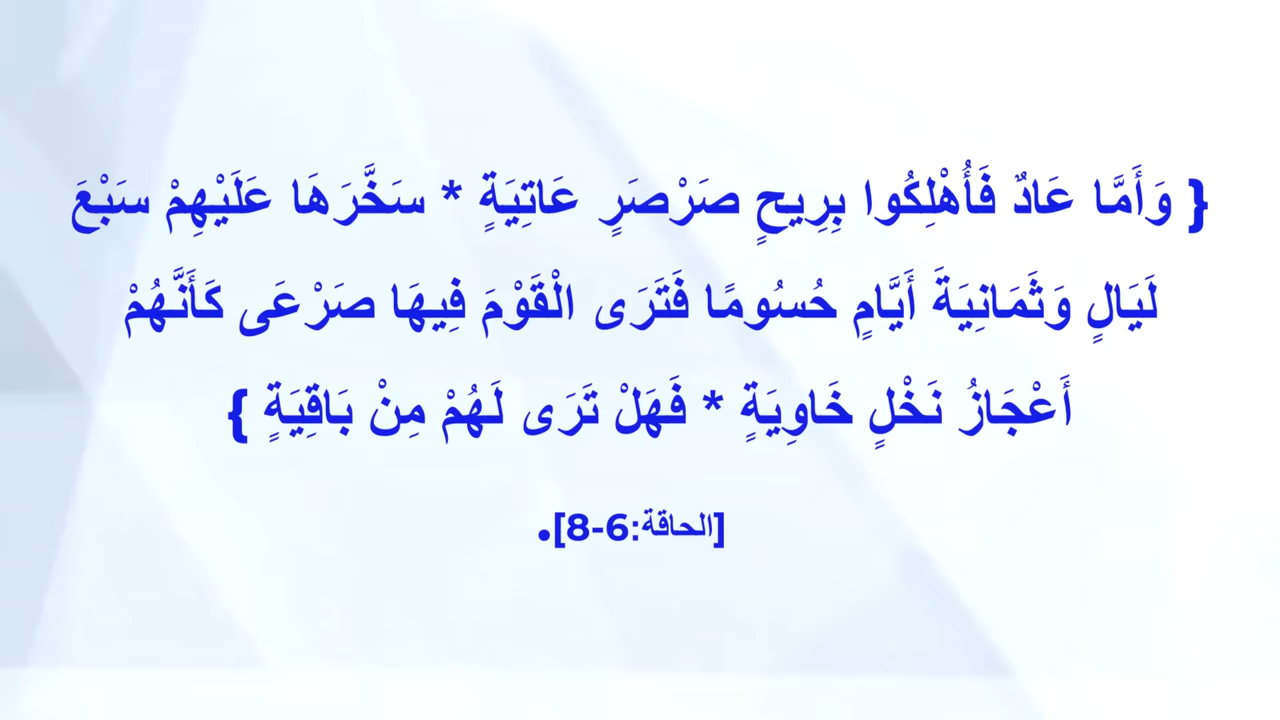 { وَأَمَّا عَادٌ فَأُهْلِكُوا بِرِيحٍ صَرْصَرٍ عَاتِيَةٍ * سَخَّرَهَا عَلَيْهِمْ سَبْعَ
لَيَالٍ وَثَمَانِيَةَ أَيَّامٍ حُسُومًا فَتَرَى الْقَوْمَ فِيهَا صَرْعَى كَأَنَّهُمْ
أَعْجَازُ نَخْلٍ خَاوِيَةٍ * فَهَلْ تَرَى لَهُمْ مِنْ بَاقِيَةٍ }
[الحاقة:6-8].